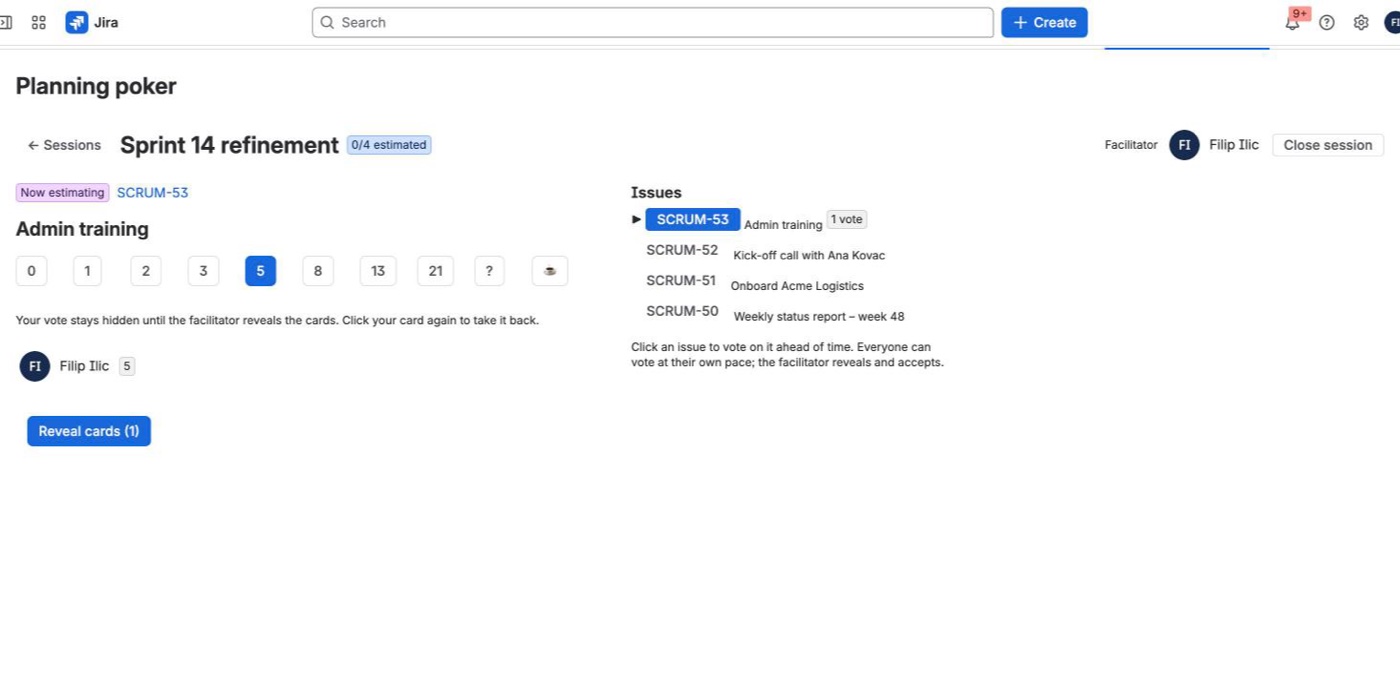 Jira
Search
+ Create
9+
FI
Planning poker
← Sessions
Sprint 14 refinement
0/4 estimated
Facilitator
FI
Filip Ilic
Close session
Now estimating
SCRUM-53
Admin training
0
1
2
3
5
8
13
21
?
Your vote stays hidden until the facilitator reveals the cards. Click your card again to take it back.
FI
Filip Ilic
5
Reveal cards (1)
Issues
SCRUM-53 Admin training 1 vote
SCRUM-52 Kick-off call with Ana Kovac
SCRUM-51 Onboard Acme Logistics
SCRUM-50 Weekly status report – week 48
Click an issue to vote on it ahead of time. Everyone can
vote at their own pace; the facilitator reveals and accepts.